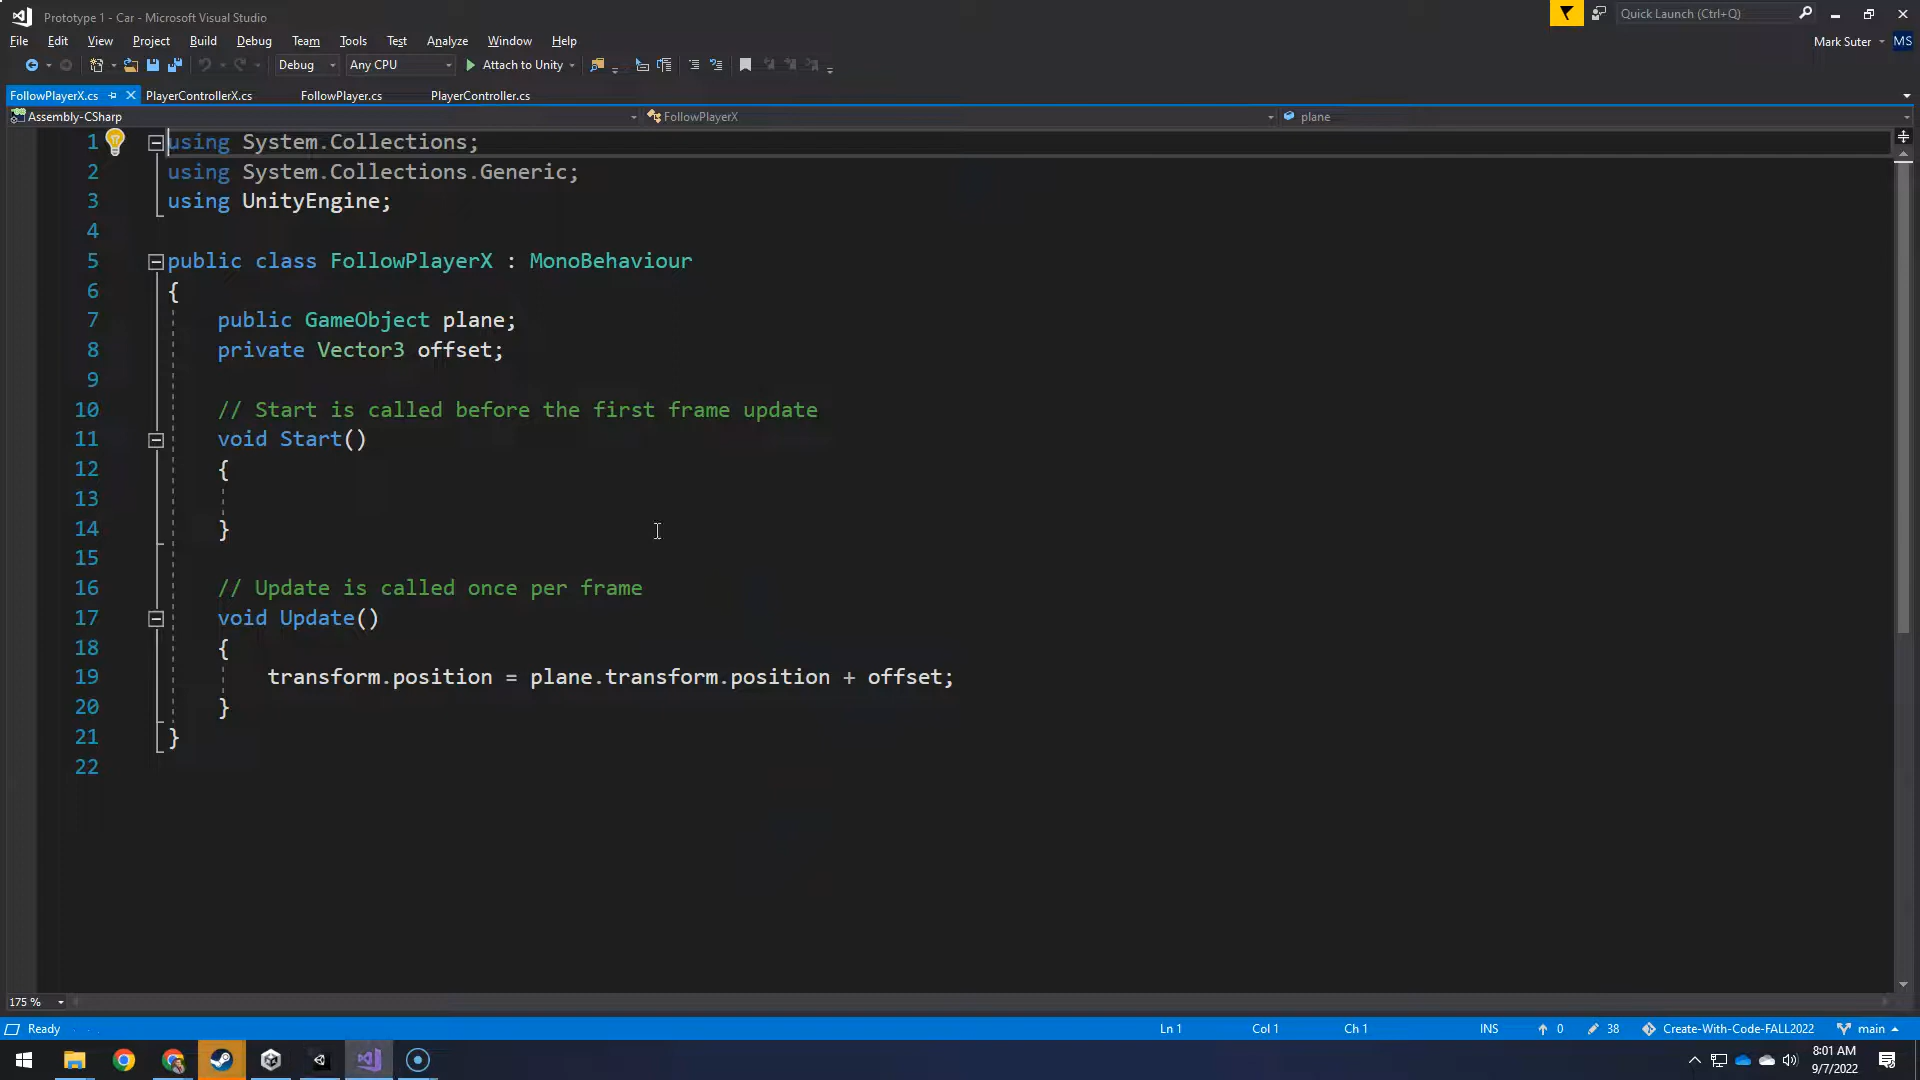 Prototype 1 - Car - Microsoft Visual Studio
Quick Launch (Ctrl+Q)
File Edit View Project Build Debug Team Tools Test Analyze Window Help
Mark Suter MS
Debug Any CPU Attach to Unity
FollowPlayerX.cs PlayerControllerX.cs FollowPlayer.cs PlayerController.cs
Assembly-CSharp FollowPlayerX plane
1 using System.Collections;
2 using System.Collections.Generic;
3 using UnityEngine;
4
5 public class FollowPlayerX : MonoBehaviour
6 {
7 public GameObject plane;
8 private Vector3 offset;
9
10 // Start is called before the first frame update
11 void Start()
12 {
13
14 }
15
16 // Update is called once per frame
17 void Update()
18 {
19 transform.position = plane.transform.position + offset;
20 }
21 }
22
175 %
Ready Ln 1 Col 1 Ch 1 INS 0 38 Create-With-Code-FALL2022 main
8:01 AM
9/7/2022